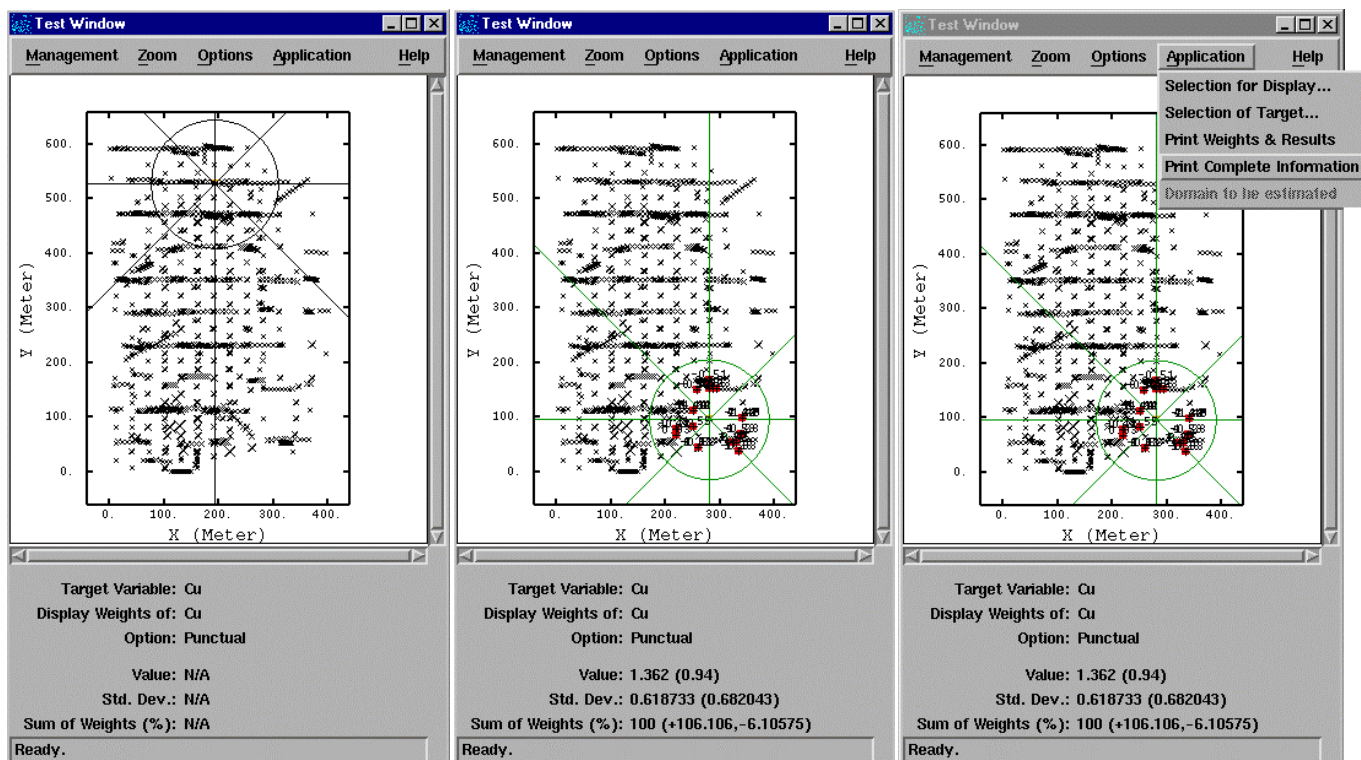 Test Window
Management Zoom Options Application Help
600.
500.
400.
300.
200.
100.
0.
Y (Meter)
0. 100. 200. 300. 400.
X (Meter)
Target Variable: Cu
Display Weights of: Cu
Option: Punctual
Value: N/A
Std. Dev.: N/A
Sum of Weights (%): N/A
Ready.
Test Window
Management Zoom Options Application Help
600.
500.
400.
300.
200.
100.
0.
Y (Meter)
0. 100. 200. 300. 400.
X (Meter)
Target Variable: Cu
Display Weights of: Cu
Option: Punctual
Value: 1.362 (0.94)
Std. Dev.: 0.618733 (0.682043)
Sum of Weights (%): 100 (+106.106,-6.10575)
Ready.
Test Window
Management Zoom Options Application Help
Selection for Display...
Selection of Target...
Print Weights & Results
Print Complete Information
Domain to be estimated
600.
500.
400.
300.
200.
100.
0.
Y (Meter)
0. 100. 200. 300. 400.
X (Meter)
Target Variable: Cu
Display Weights of: Cu
Option: Punctual
Value: 1.362 (0.94)
Std. Dev.: 0.618733 (0.682043)
Sum of Weights (%): 100 (+106.106,-6.10575)
Ready.